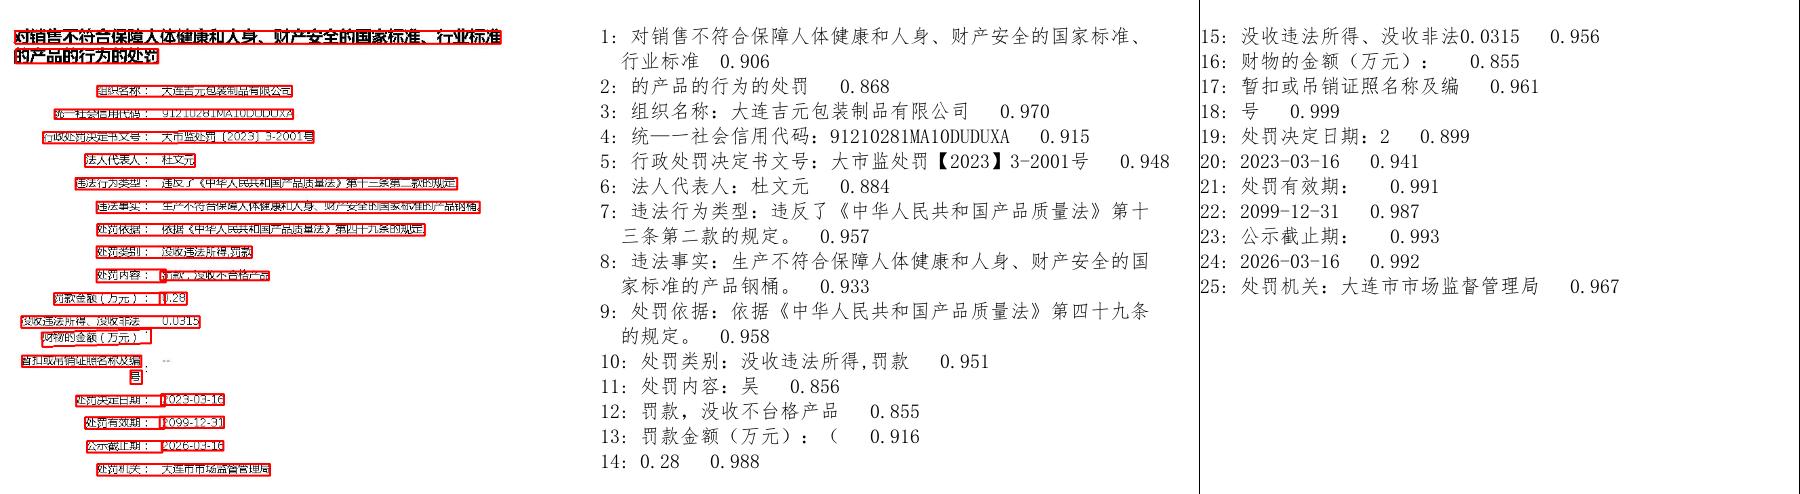 对销售不符合保障人体健康和人身、财产安全的国家标准、行业标准
的产品的行为的处罚
组织名称： 大连吉元包装制品有限公司
统一社会信用代码： 91210281MA10DUDUXA
行政处罚决定书文号： 大市监处罚〔2023〕3-2001号
法人代表人： 杜文元
违法行为类型： 违反了《中华人民共和国产品质量法》第十三条第二款的规定
违法事实： 生产不符合保障人体健康和人身、财产安全的国家标准的产品钢桶。
处罚依据： 依据《中华人民共和国产品质量法》第四十九条的规定
处罚类别： 没收违法所得,罚款
处罚内容： 罚款，没收不合格产品
罚款金额（万元）： 0.28
没收违法所得、没收非法 0.0315
财物的金额（万元）：
暂扣或吊销证照名称及编 --
号：
处罚决定日期： 2023-03-16
处罚有效期： 2099-12-31
公示截止期： 2026-03-16
处罚机关： 大连市市场监督管理局
1: 对销售不符合保障人体健康和人身、财产安全的国家标准、
行业标准 0.906
2: 的产品的行为的处罚 0.868
3: 组织名称：大连吉元包装制品有限公司 0.970
4: 统—一社会信用代码：91210281MA10DUDUXA 0.915
5: 行政处罚决定书文号：大市监处罚【2023】3-2001号 0.948
6: 法人代表人：杜文元 0.884
7: 违法行为类型：违反了《中华人民共和国产品质量法》第十
三条第二款的规定。 0.957
8: 违法事实：生产不符合保障人体健康和人身、财产安全的国
家标准的产品钢桶。 0.933
9: 处罚依据：依据《中华人民共和国产品质量法》第四十九条
的规定。 0.958
10: 处罚类别：没收违法所得,罚款 0.951
11: 处罚内容：吴 0.856
12: 罚款，没收不台格产品 0.855
13: 罚款金额（万元）：（ 0.916
14: 0.28 0.988
15: 没收违法所得、没收非法0.0315 0.956
16: 财物的金额（万元）： 0.855
17: 暂扣或吊销证照名称及编 0.961
18: 号 0.999
19: 处罚决定日期：2 0.899
20: 2023-03-16 0.941
21: 处罚有效期： 0.991
22: 2099-12-31 0.987
23: 公示截止期： 0.993
24: 2026-03-16 0.992
25: 处罚机关：大连市市场监督管理局 0.967